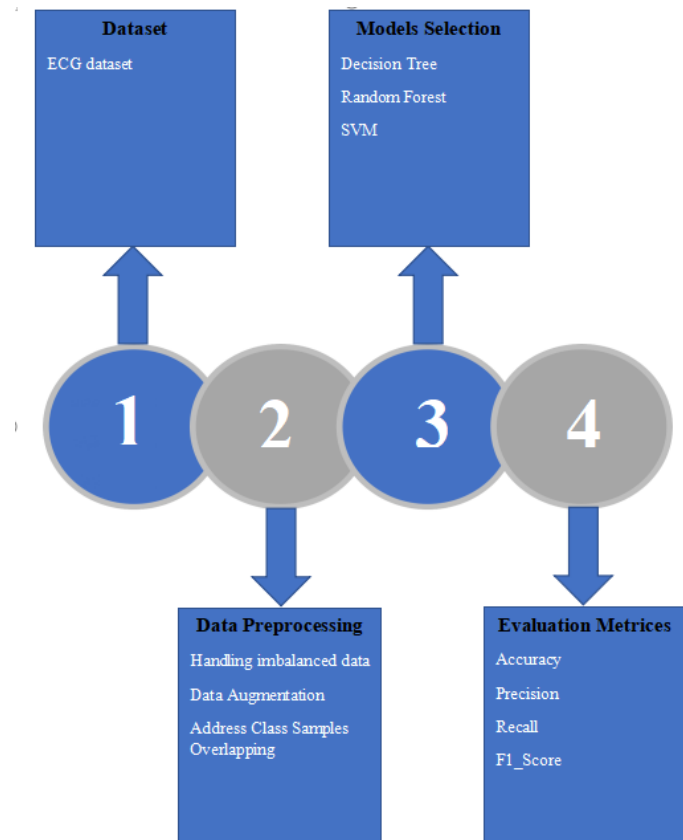 Dataset
ECG dataset
Models Selection
Decision Tree
Random Forest
SVM
1
2
3
4
Data Preprocessing
Handling imbalanced data
Data Augmentation
Address Class Samples
Overlapping
Evaluation Metrices
Accuracy
Precision
Recall
F1_Score